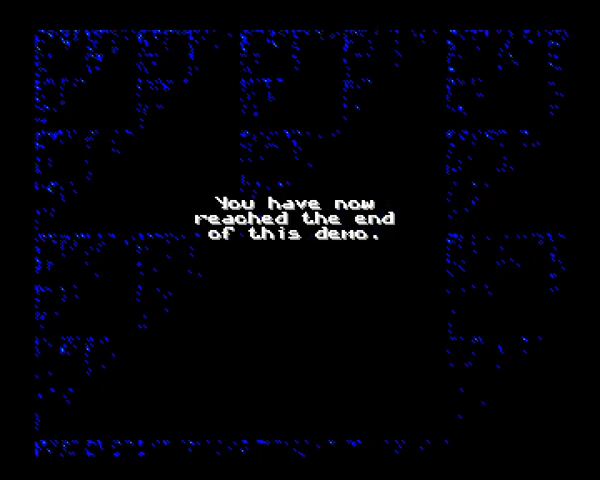 You have now
reached the end
of this demo.